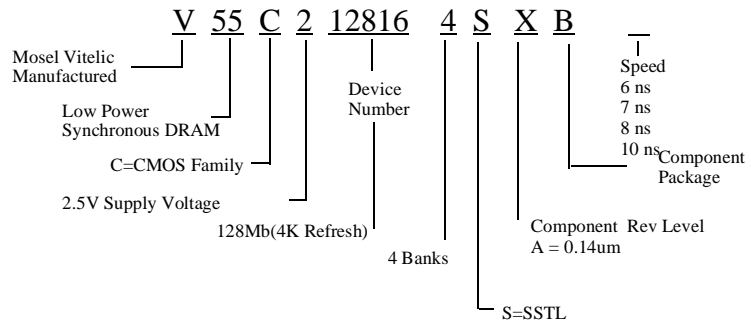 V 55 C 2 12816 4 S X B _
Mosel Vitelic
Manufactured
Low Power
Synchronous DRAM
C=CMOS Family
2.5V Supply Voltage
Device
Number
128Mb(4K Refresh)
4 Banks
S=SSTL
Component Rev Level
A = 0.14um
Component
Package
Speed
6 ns
7 ns
8 ns
10 ns